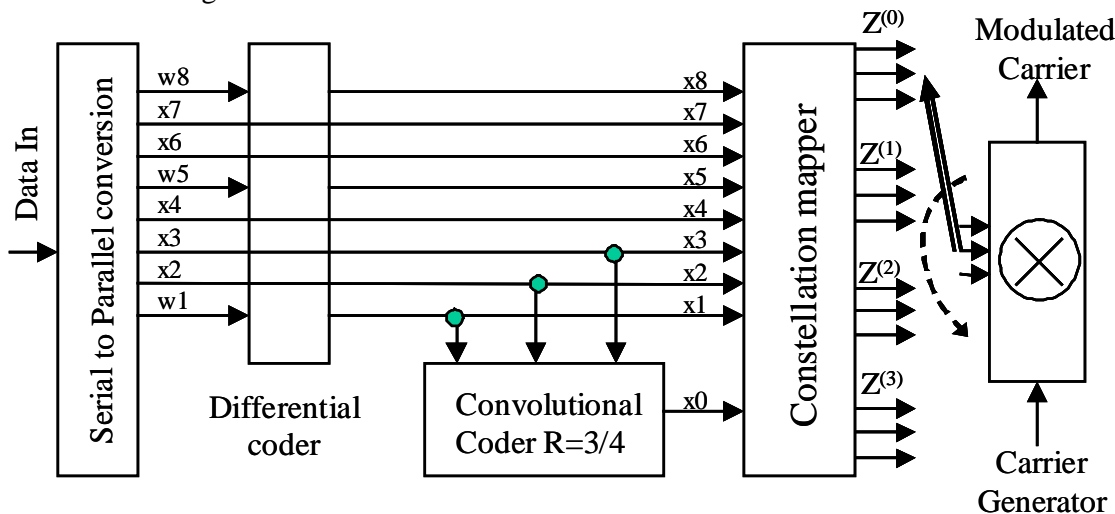 Z(0)
Modulated
Carrier
Data In
Serial to Parallel conversion
w8
x7
x6
w5
x4
x3
x2
w1
Differential
coder
x8
x7
x6
x5
x4
x3
x2
x1
Convolutional
Coder R=3/4
x0
Constellation mapper
Z(1)
Z(2)
Z(3)
Carrier
Generator